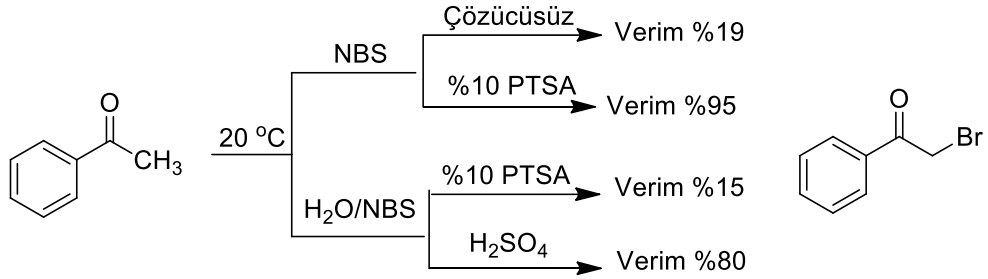 O
CH₃
20 °C
NBS
Çözücüsüz
Verim %19
%10 PTSA
Verim %95
H₂O/NBS
%10 PTSA
Verim %15
H₂SO₄
Verim %80
O
Br